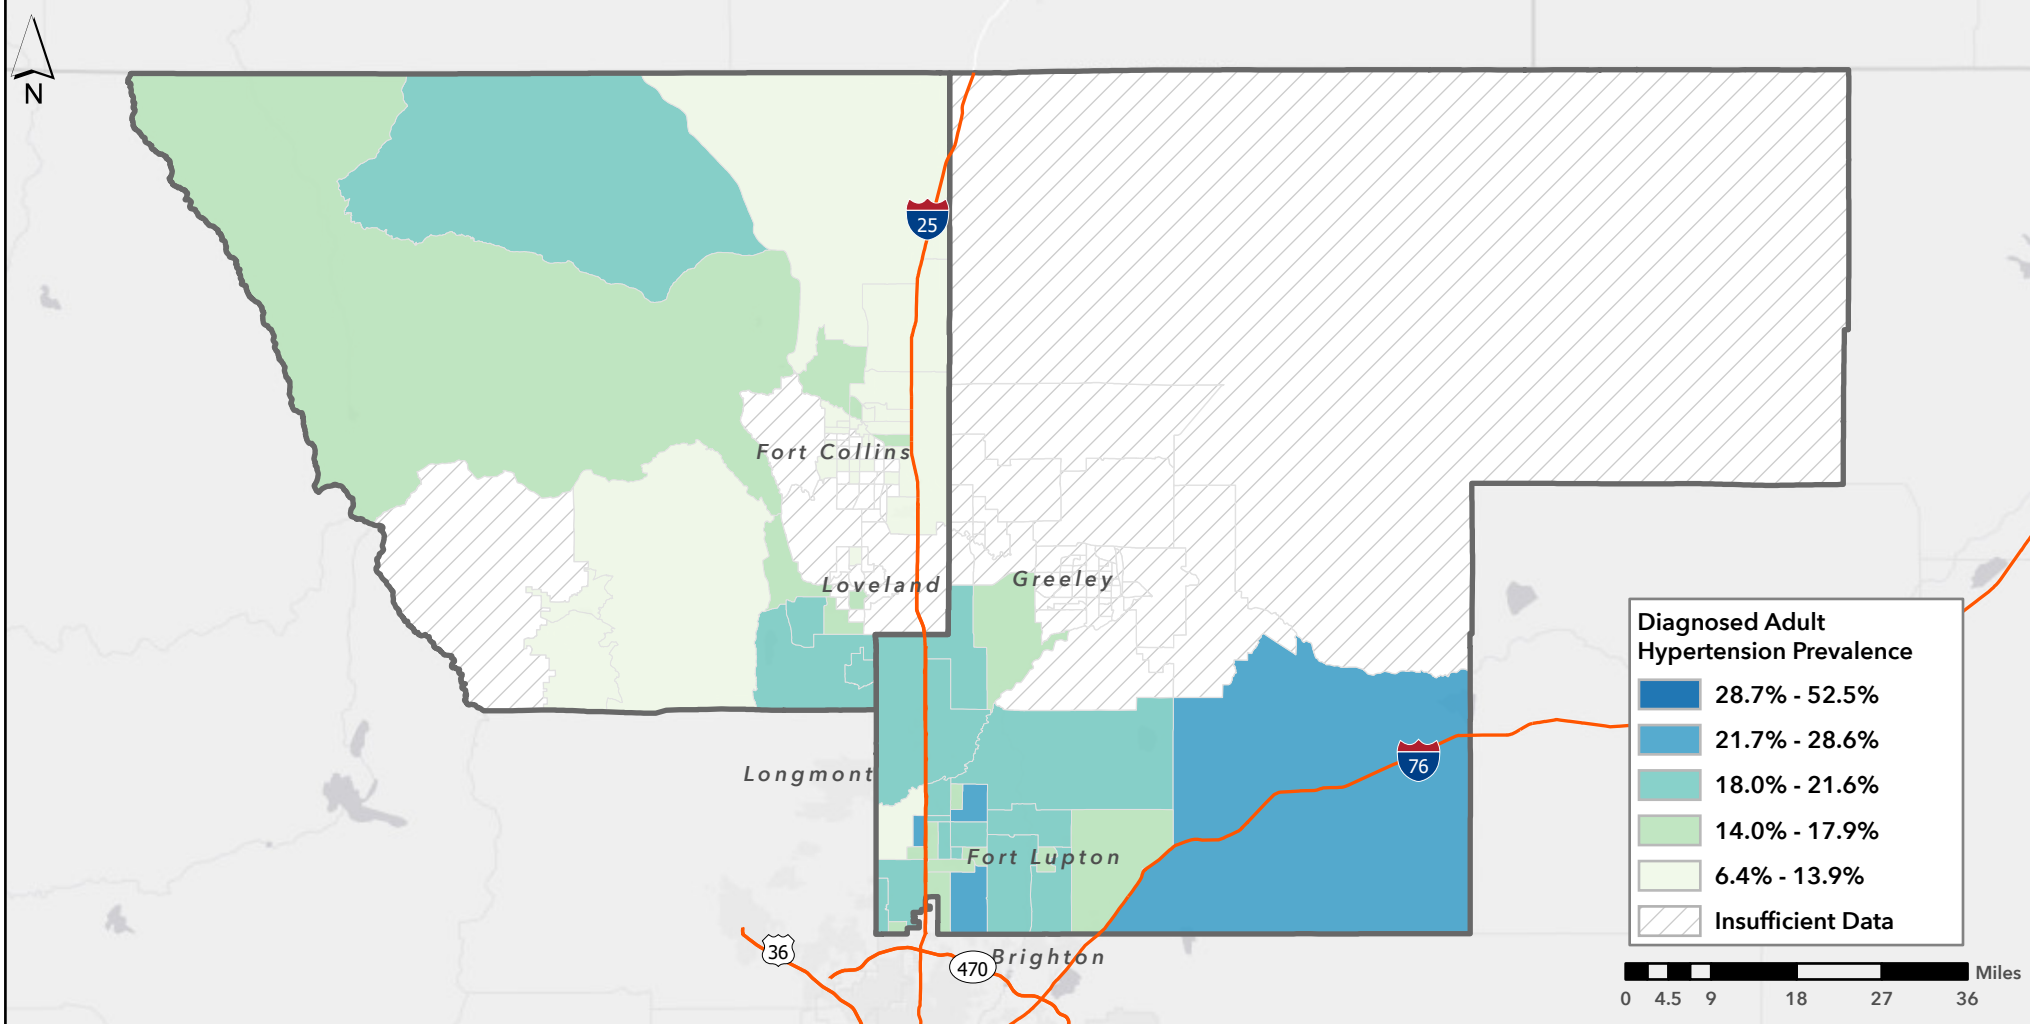 N
25
Fort Collins
Loveland
Greeley
Diagnosed Adult
Hypertension Prevalence
28.7% - 52.5%
21.7% - 28.6%
18.0% - 21.6%
14.0% - 17.9%
6.4% - 13.9%
Insufficient Data
76
Longmont
Fort Lupton
36
470
Brighton
Miles
0 4.5 9 18 27 36